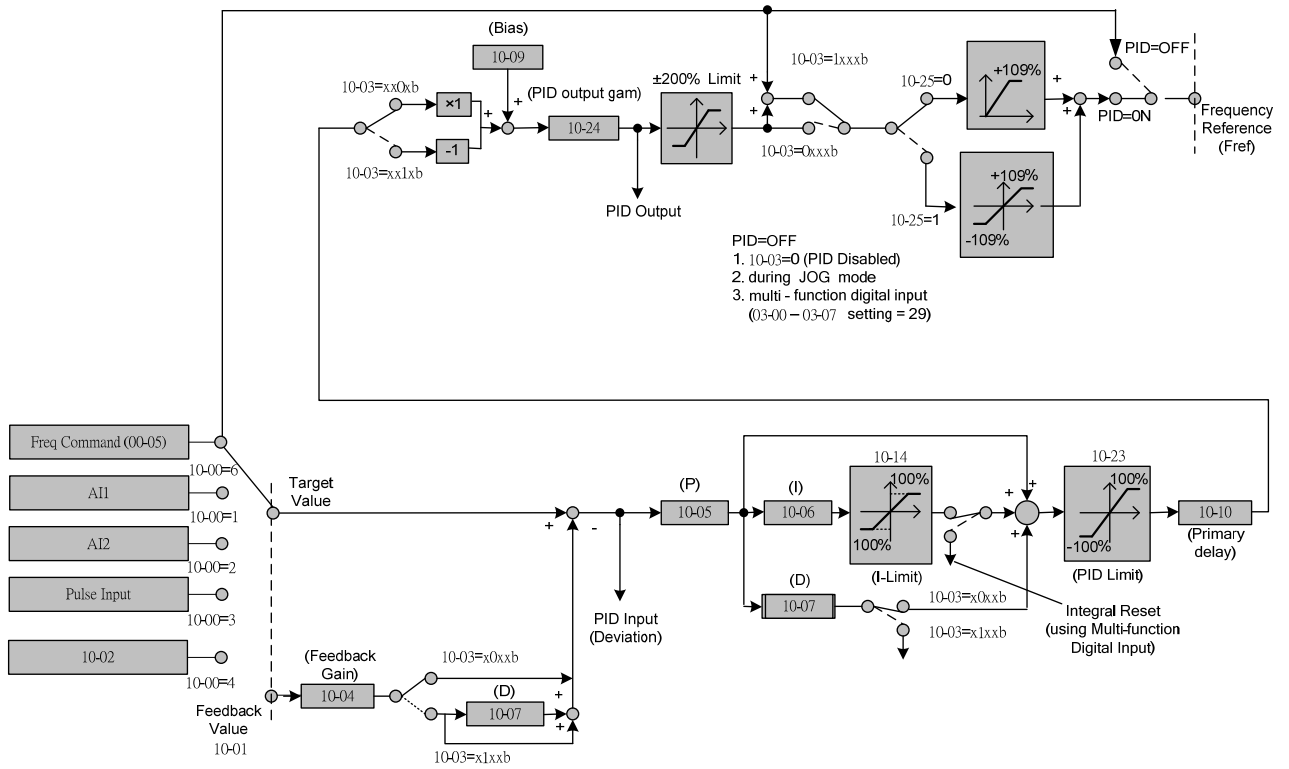 (Bias)
10-09
PID=OFF
10-03=1xxxb
±200% Limit
10-03=xx0xb
×1
+
+
(PID output gam)
10-24
+
+
10-25=0
+109%
+
+
PID=0N
Frequency
Reference
(Fref)
-1
10-03=xx1xb
10-03=0xxxb
PID Output
10-25=1
+109%
-109%
PID=OFF
1. 10-03=0 (PID Disabled)
2. during JOG mode
3. multi - function digital input
(03-00 – 03-07 setting = 29)
Freq Command (00-05)
10-00=6
AI1
10-00=1
AI2
10-00=2
Pulse Input
10-00=3
10-02
10-00=4
Target
Value
+
-
PID Input
(Deviation)
(P)
10-05
(I)
10-06
10-14
100%
100%
(I-Limit)
+
+
+
10-23
100%
-100%
(PID Limit)
10-10
(Primary
delay)
(D)
10-07
10-03=x0xxb
10-03=x1xxb
Integral Reset
(using Multi-function
Digital Input)
Feedback
Value
10-01
(Feedback
Gain)
10-04
10-03=x0xxb
(D)
10-07
+
+
10-03=x1xxb